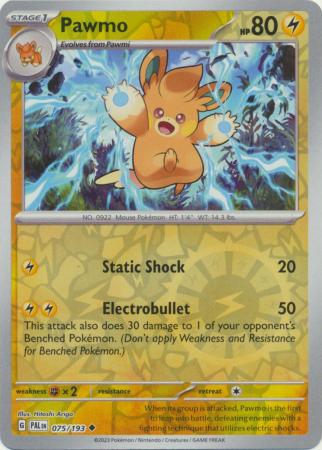 STAGE 1
Pawmo
HP 80
Evolves from Pawmi
NO. 0922 Mouse Pokémon HT: 1'4" WT: 14.3 lbs.
Static Shock 20
Electrobullet 50
This attack also does 30 damage to 1 of your opponent's
Benched Pokémon. (Don't apply Weakness and Resistance
for Benched Pokémon.)
weakness ×2 resistance retreat
Illus. Hitoshi Ariga
G PAL EN 075/193
When its group is attacked, Pawmo is the first
to leap into battle, defeating enemies with a
fighting technique that utilizes electric shocks.
©2023 Pokémon / Nintendo / Creatures / GAME FREAK